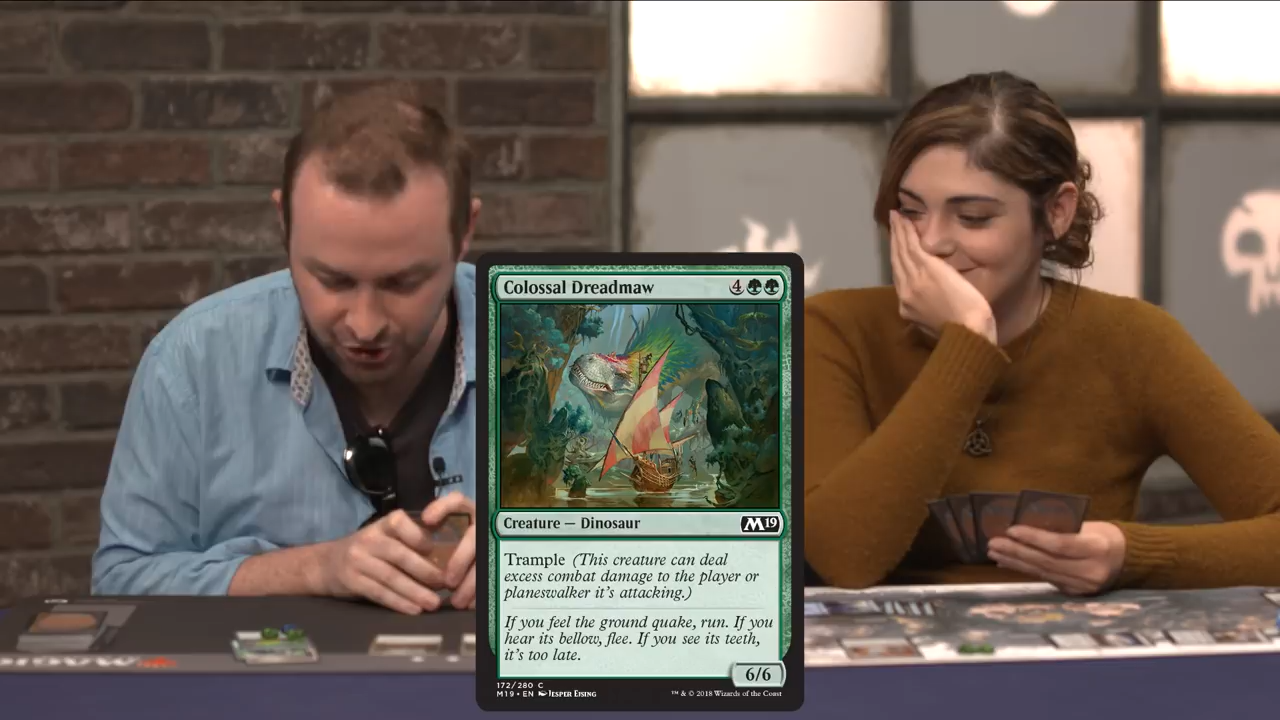 Colossal Dreadmaw 4
Creature — Dinosaur M19
Trample (This creature can deal
excess combat damage to the player or
planeswalker it's attacking.)
If you feel the ground quake, run. If you
hear its bellow, flee. If you see its teeth,
it's too late.
6/6
172/280 C
M19 • EN Jesper Ejsing ™ & © 2018 Wizards of the Coast